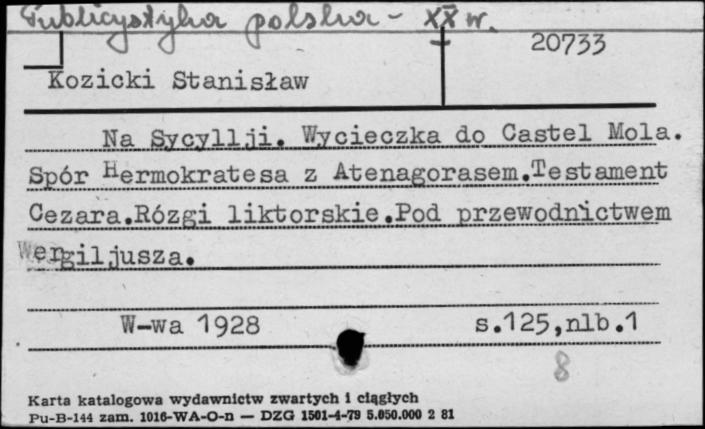 Publicystyka polska - XX w.
20733
Kozicki Stanisław
Na Sycyllji. Wycieczka do Castel Mola.
Spór Hermokratesa z Atenagorasem.Testament
Cezara.Rózgi liktorskie.Pod przewodnictwem
Wergiljusza.
W-wa 1928 s.125,nlb.1
8
Karta katalogowa wydawnictw zwartych i ciągłych
Pu-B-144 zam. 1016-WA-O-n — DZG 1501-4-79 5.050.000 2 81